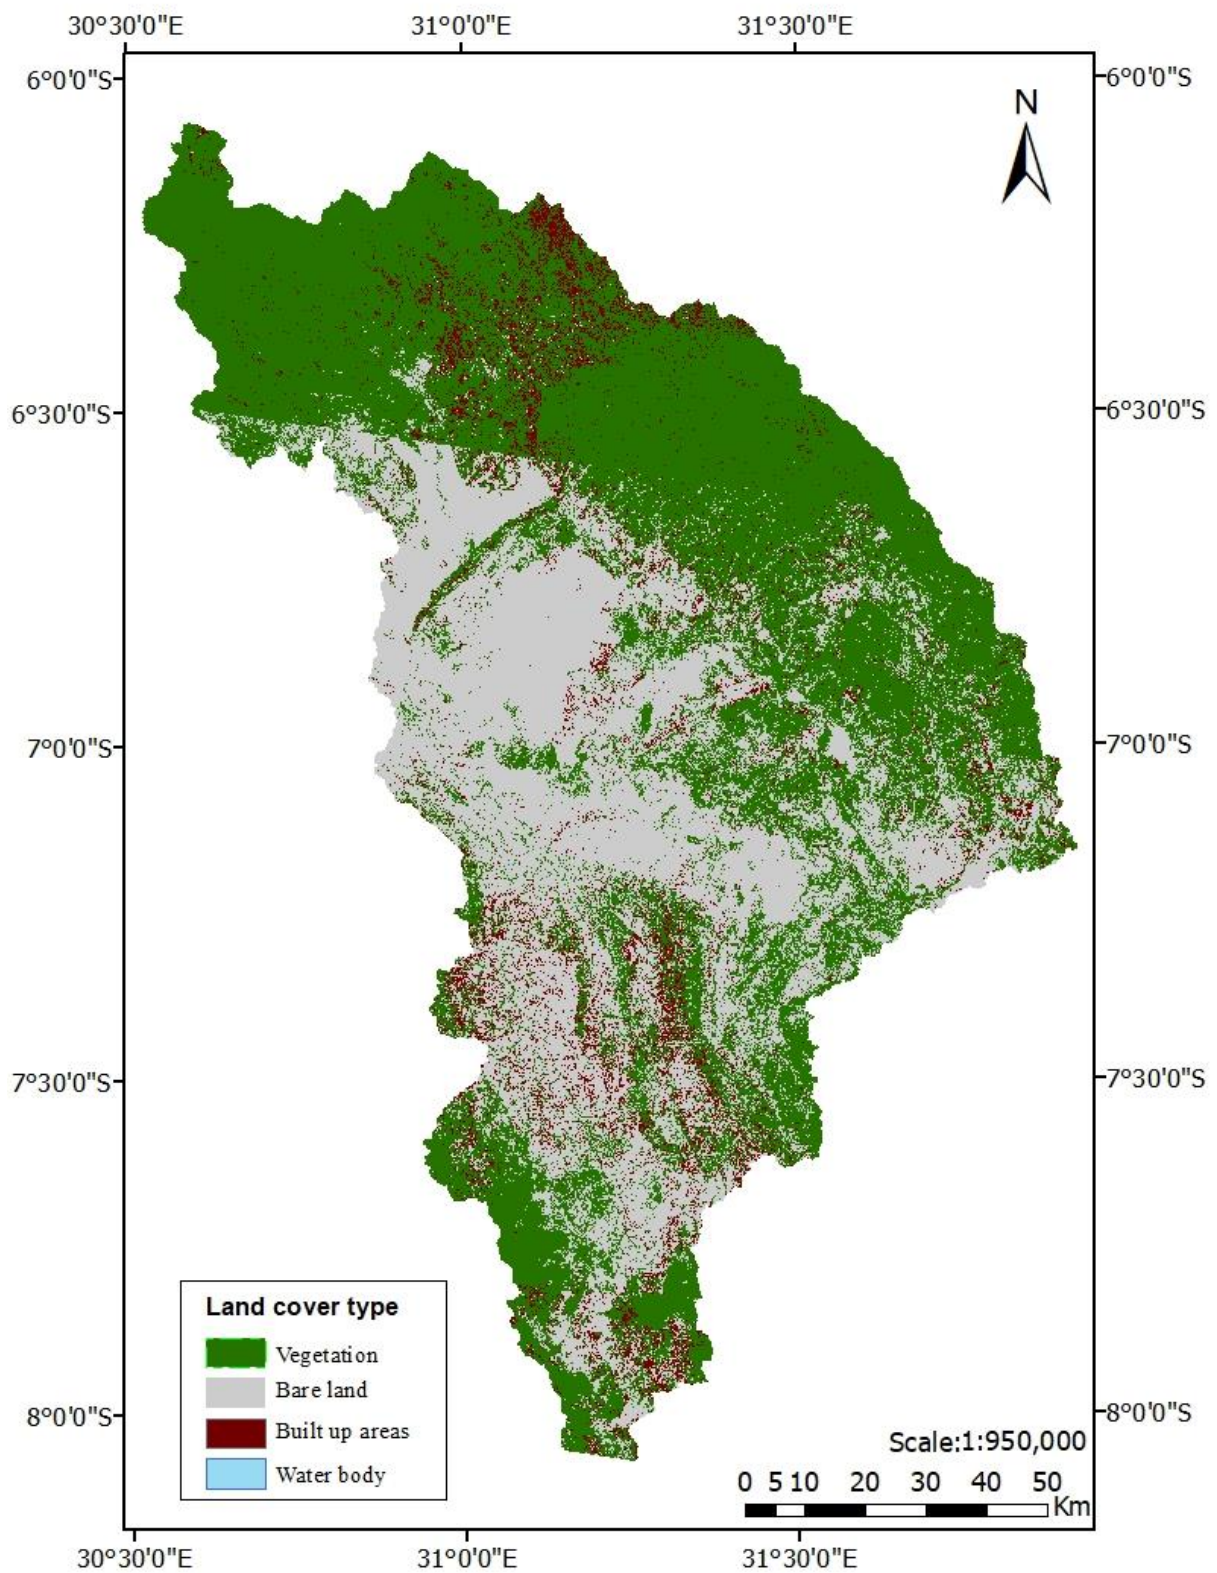 30°30'0"E 31°0'0"E 31°30'0"E
6°0'0"S 6°0'0"S
N
6°30'0"S 6°30'0"S
7°0'0"S 7°0'0"S
7°30'0"S 7°30'0"S
Land cover type
Vegetation
Bare land
Built up areas
Water body
8°0'0"S 8°0'0"S
Scale:1:950,000
0 5 10 20 30 40 50
Km
30°30'0"E 31°0'0"E 31°30'0"E